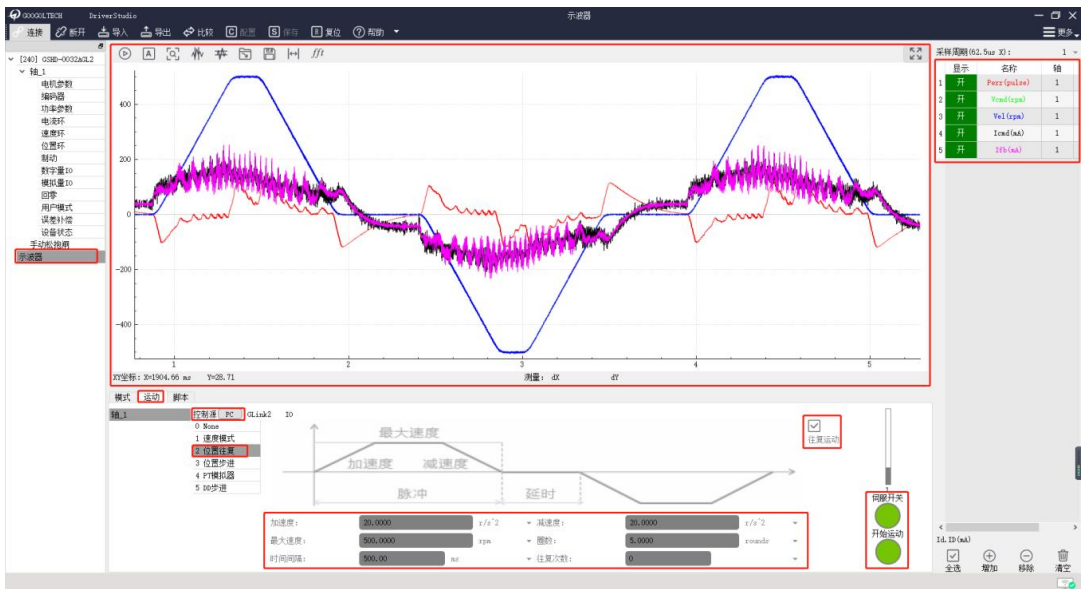 GOOGOLTECH DriverStudio 示波器
连接 断开 导入 导出 比较 C 配置 S 保存 R 复位 帮助 更多
[240] GSHD-0032AGL2
轴_1
电机参数
编码器
功率参数
电流环
速度环
位置环
制动
数字量IO
模拟量IO
回零
用户模式
误差补偿
设备状态
手动松抱闸
示波器
A fft
400
200
0
-200
-400
1 2 3 4 5
XY坐标: X=1904.66 ms Y=28.71 测量: dX dY
采样周期(62.5us X): 1
显示 名称 轴
1 开 Perr(pulse) 1
2 开 Vcmd(rpm) 1
3 开 Vel(rpm) 1
4 开 Icmd(mA) 1
5 开 Ifb(mA) 1
模式 运动 脚本
轴_1
控制源 PC GLink2 IO
0 None
1 速度模式
2 位置往复
3 位置步进
4 PT模拟器
5 DD步进
最大速度
加速度 减速度
脉冲 延时
往复运动
1
伺服开关
开始运动
加速度: 20.0000 r/s^2 减速度: 20.0000 r/s^2
最大速度: 500.0000 rpm 圈数: 5.0000 rounds
时间间隔: 500.00 ms 往复次数: 0
Id.ID(mA)
全选 增加 移除 清空